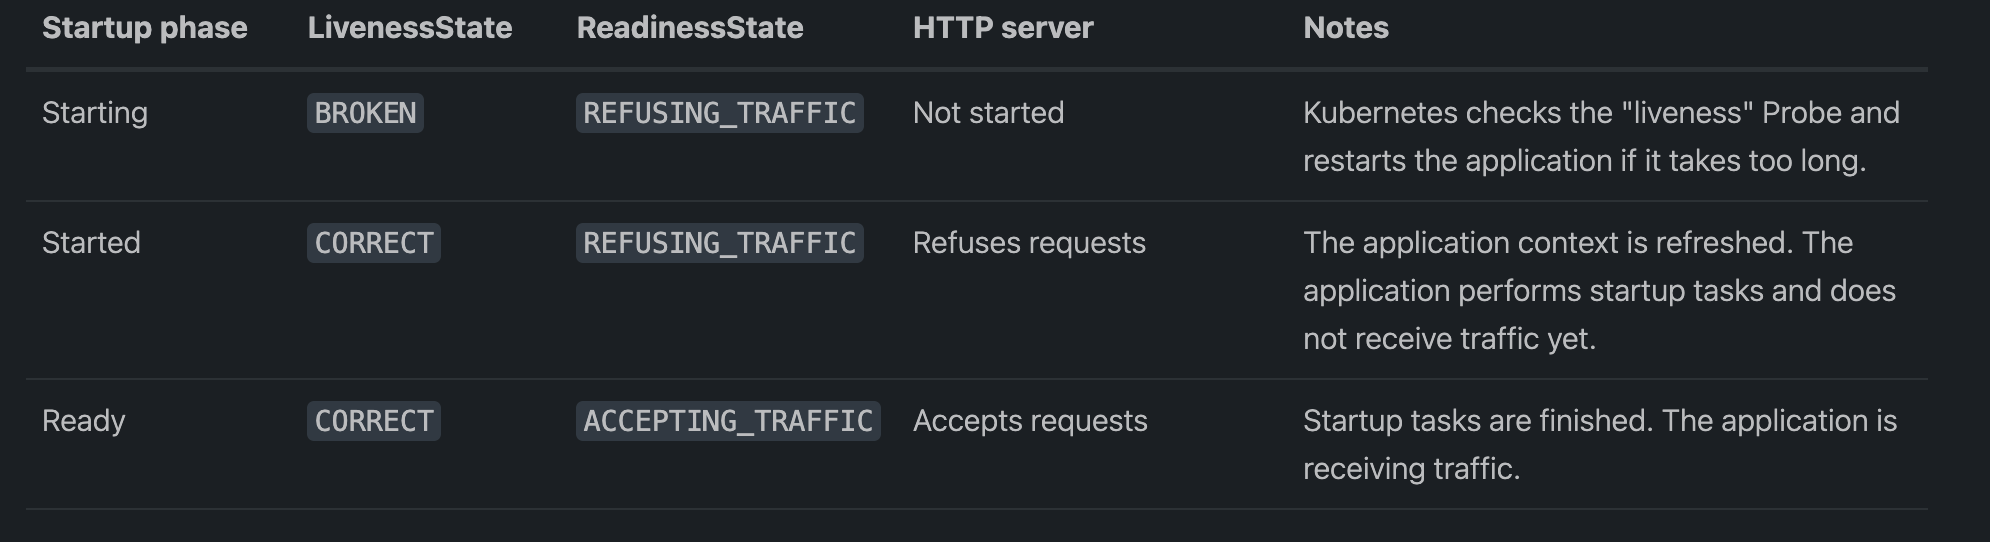 Startup phase LivenessState ReadinessState HTTP server Notes
Starting BROKEN REFUSING_TRAFFIC Not started Kubernetes checks the "liveness" Probe and
restarts the application if it takes too long.
Started CORRECT REFUSING_TRAFFIC Refuses requests The application context is refreshed. The
application performs startup tasks and does
not receive traffic yet.
Ready CORRECT ACCEPTING_TRAFFIC Accepts requests Startup tasks are finished. The application is
receiving traffic.